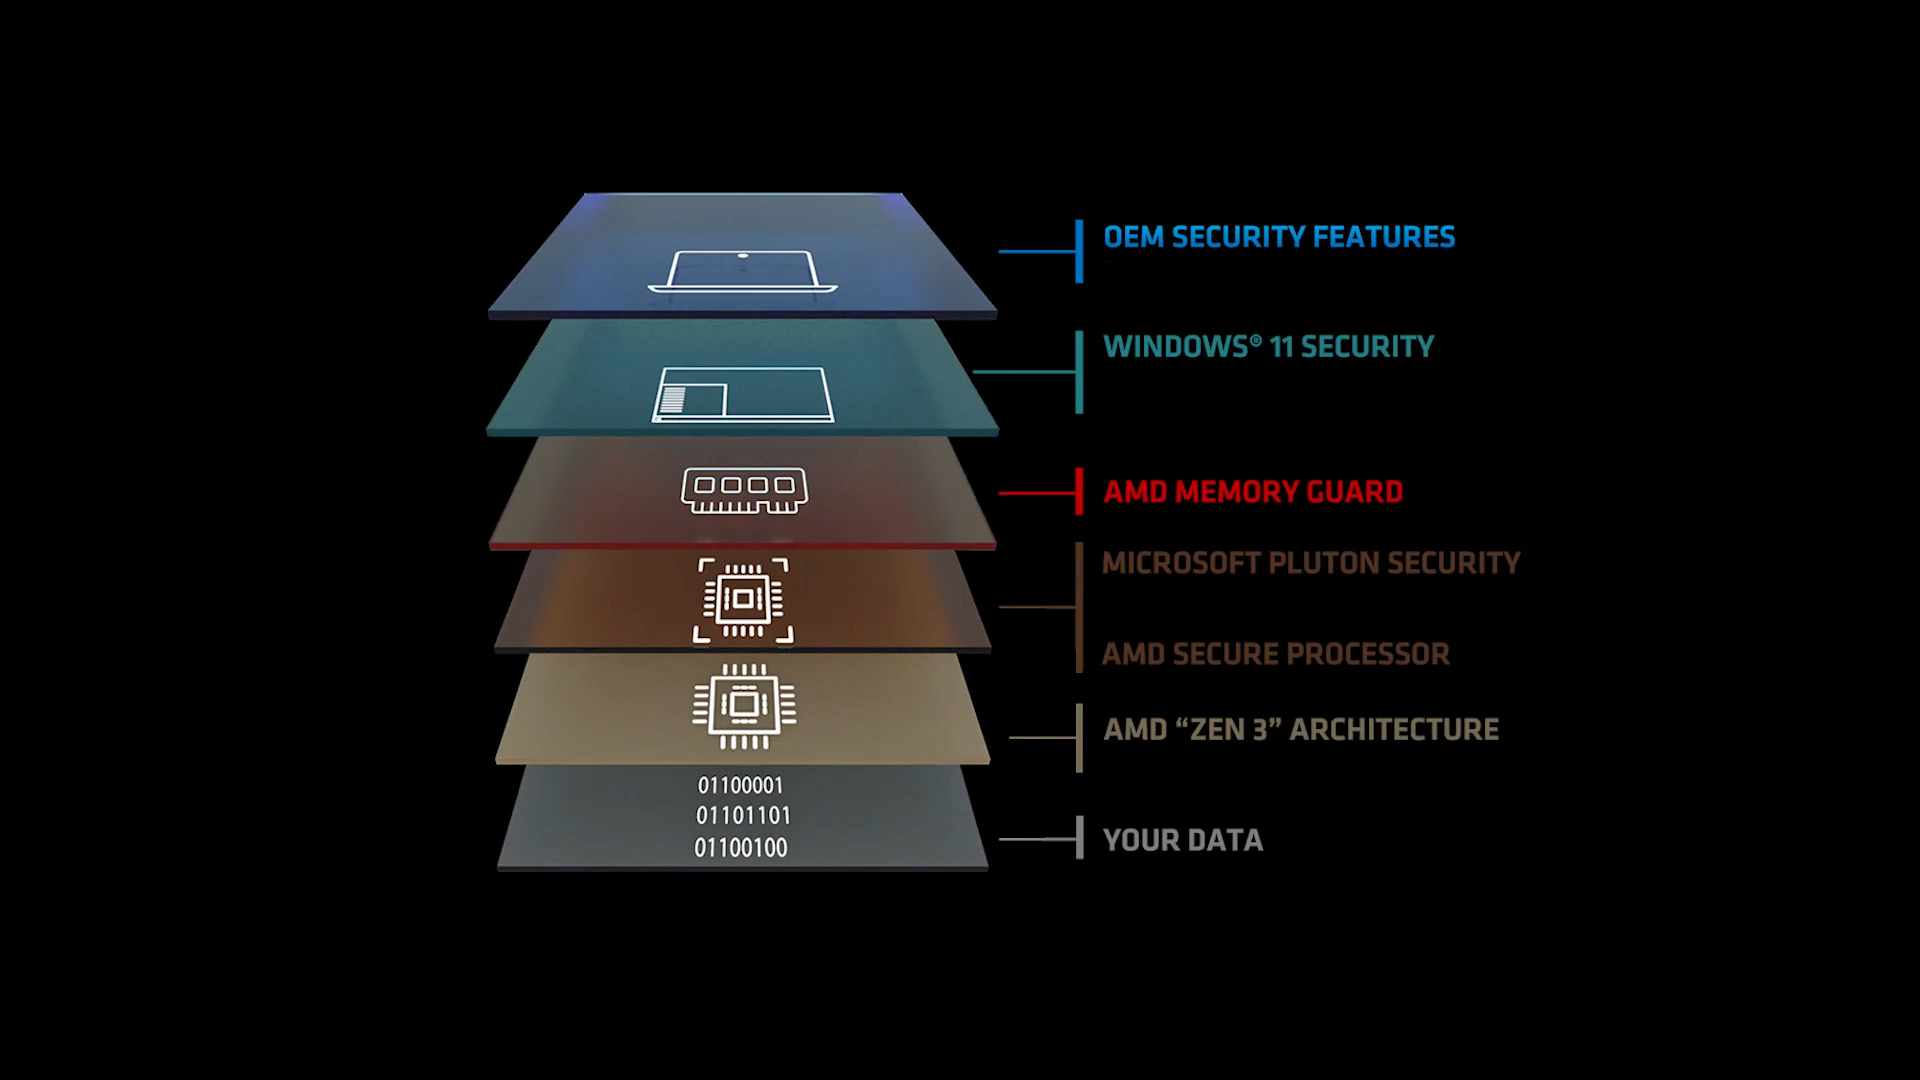 OEM SECURITY FEATURES
WINDOWS® 11 SECURITY
AMD MEMORY GUARD
MICROSOFT PLUTON SECURITY
AMD SECURE PROCESSOR
AMD “ZEN 3” ARCHITECTURE
01100001
01101101
01100100
YOUR DATA